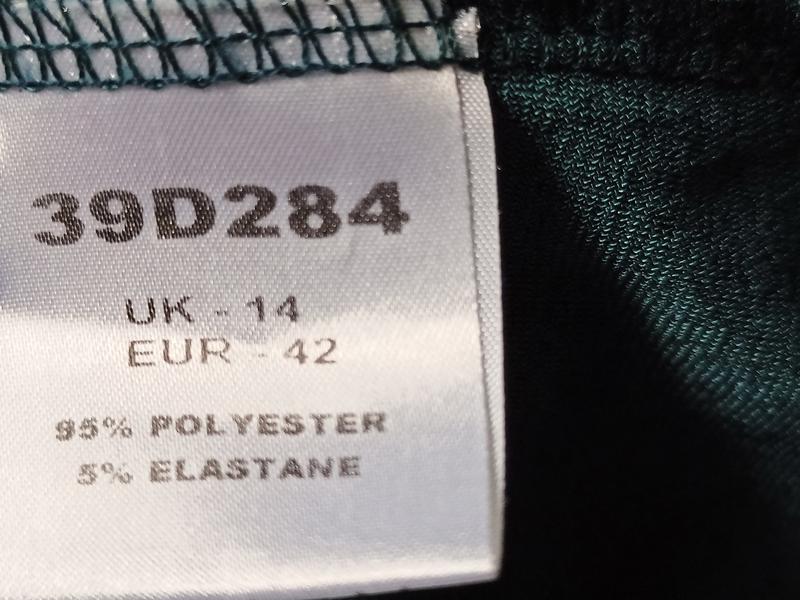 39D284
UK - 14
EUR - 42
95% POLYESTER
5% ELASTANE